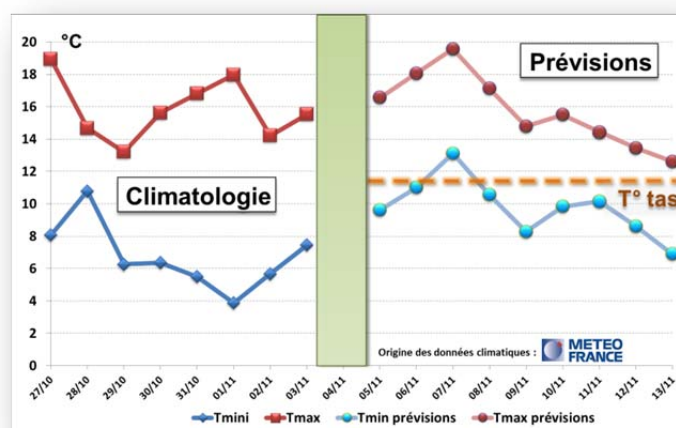 °C
20
18
16
14
12
10
8
6
4
2
0
Climatologie
Prévisions
T° tas
Origine des données climatiques :
METEO
FRANCE
27/10
28/10
29/10
30/10
31/10
01/11
02/11
03/11
04/11
05/11
06/11
07/11
08/11
09/11
10/11
11/11
12/11
13/11
Tmini
Tmax
Tmin prévisions
Tmax prévisions